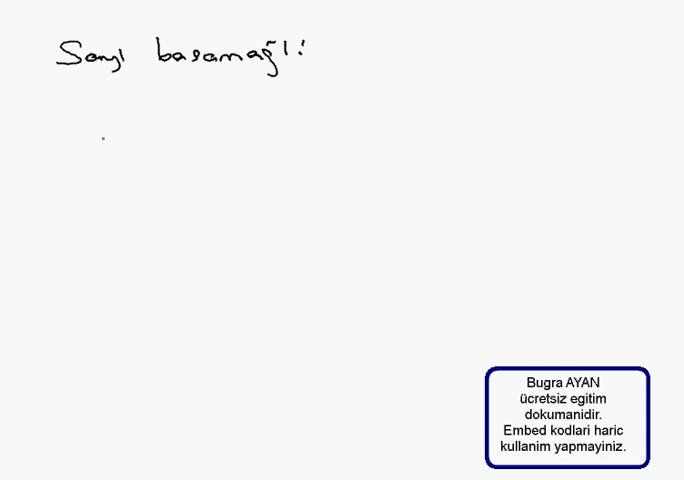 Sayı basamağı:
Bugra AYAN
ücretsiz egitim
dokumanidir.
Embed kodlari haric
kullanim yapmayiniz.